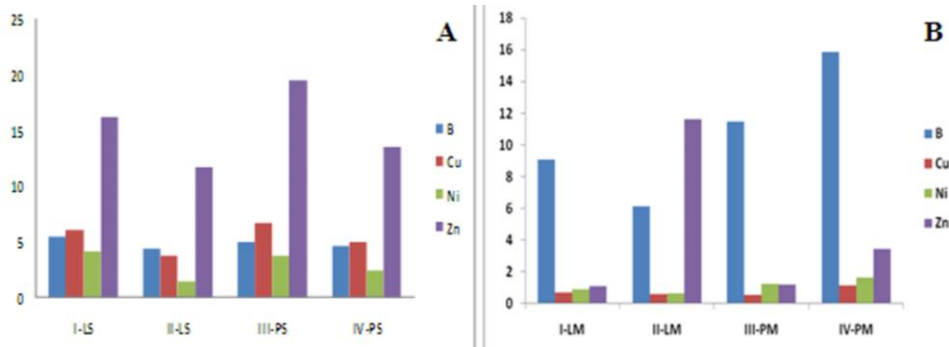 A
25
20
15
10
5
0
I-LS
II-LS
III-PS
IV-PS
B
Cu
Ni
Zn
B
18
16
14
12
10
8
6
4
2
0
I-LM
II-LM
III-PM
IV-PM
B
Cu
Ni
Zn